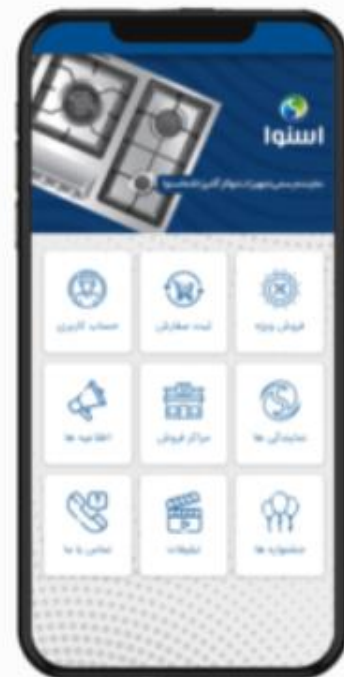 اسنوا
فروش ویژه
ثبت سفارش
حساب کاربری
نمایندگی ها
مراکز فروش
اطلاعیه ها
جشنواره ها
تبلیغات
تماس با ما